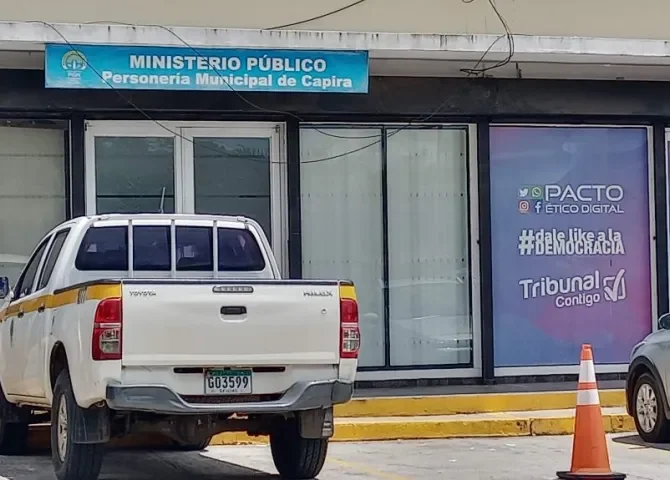 MINISTERIO PÚBLICO
Personería Municipal de Capira
PACTO
ÉTICO DIGITAL
#dale like a la
DEMOCRACIA
Tribunal
Contigo
TOYOTA
HILUX
G03599